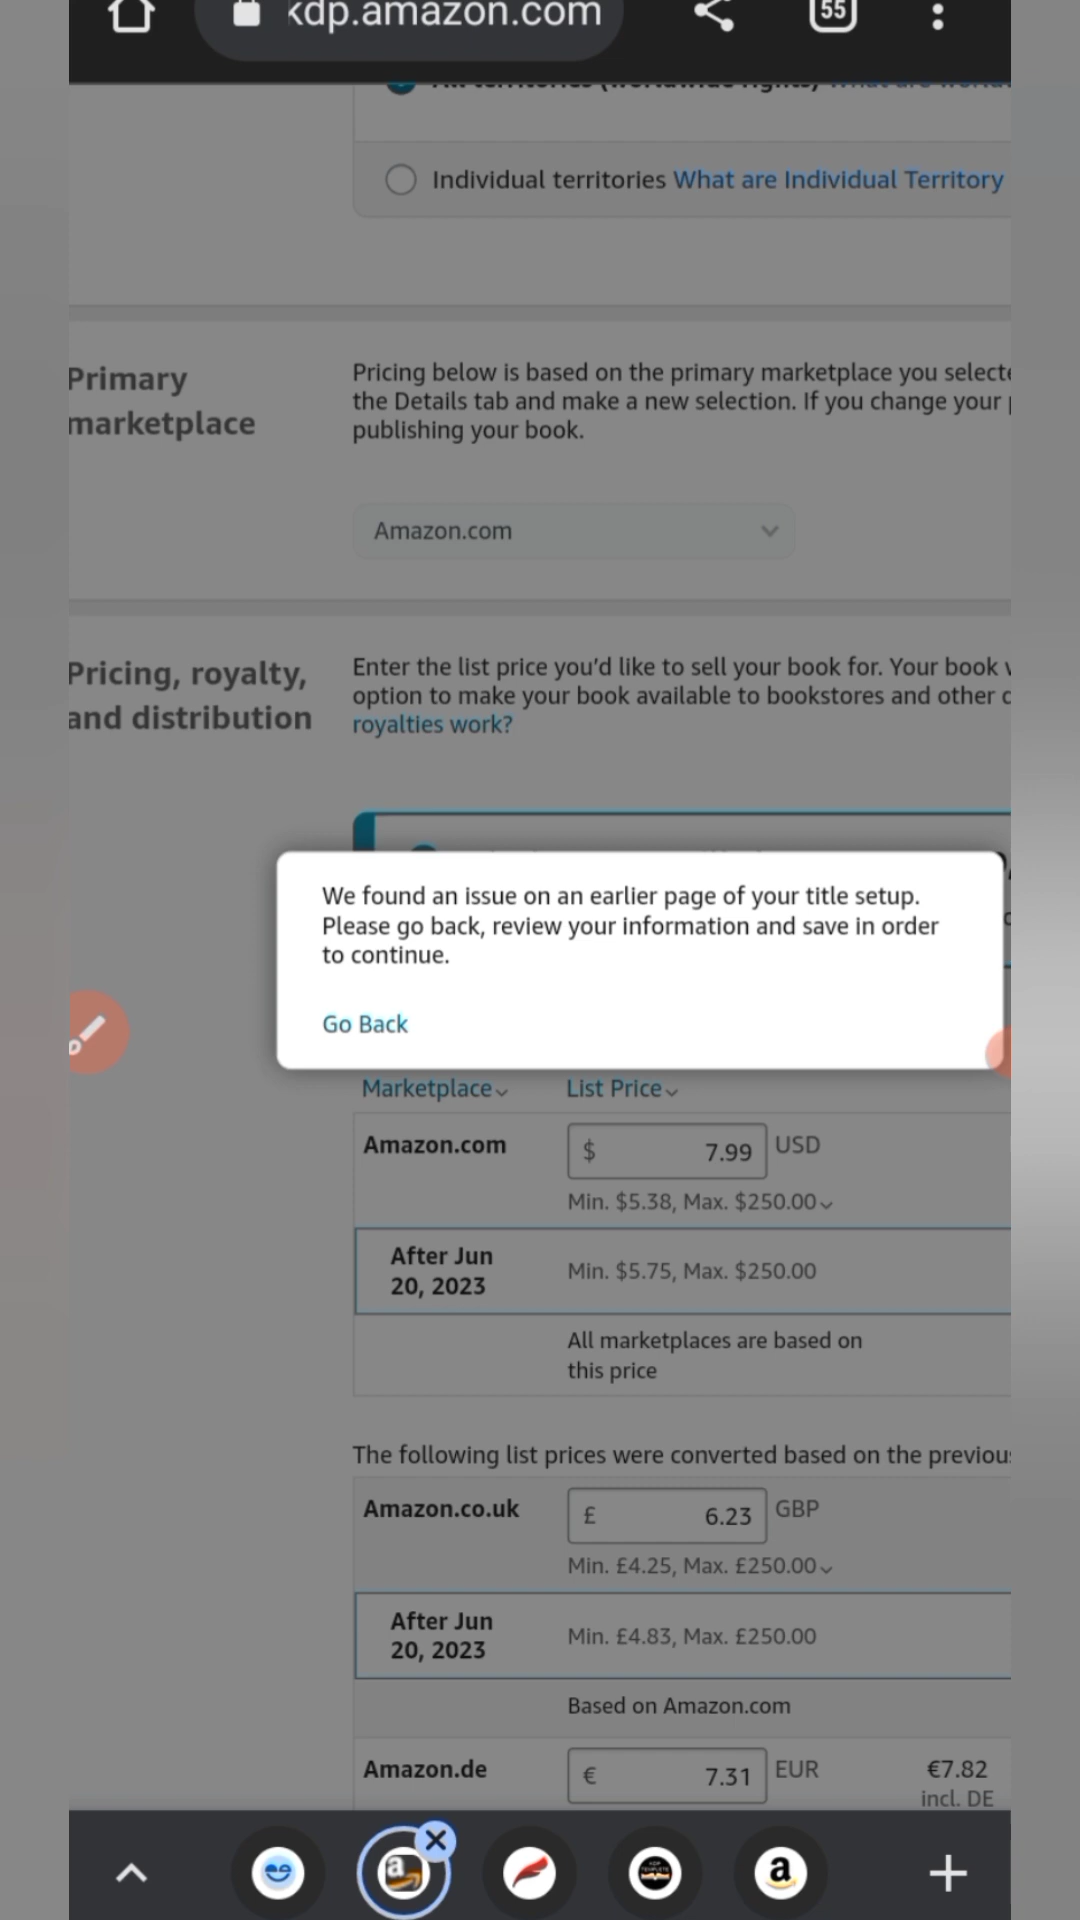 kdp.amazon.com
55
All territories (worldwide rights)
Individual territories What are Individual Territory
Primary
marketplace
Pricing below is based on the primary marketplace you selecte
the Details tab and make a new selection. If you change your
publishing your book.
Amazon.com
Pricing, royalty,
and distribution
Enter the list price you'd like to sell your book for. Your book
option to make your book available to bookstores and other
royalties work?
We found an issue on an earlier page of your title setup.
Please go back, review your information and save in order
to continue.
Go Back
Marketplace
List Price
Amazon.com
$ 7.99 USD
Min. $5.38, Max. $250.00
After Jun
20, 2023
Min. $5.75, Max. $250.00
All marketplaces are based on
this price
The following list prices were converted based on the previous
Amazon.co.uk
£ 6.23 GBP
Min. £4.25, Max. £250.00
After Jun
20, 2023
Min. £4.83, Max. £250.00
Based on Amazon.com
Amazon.de
€ 7.31 EUR
€7.82
incl. DE
a
a